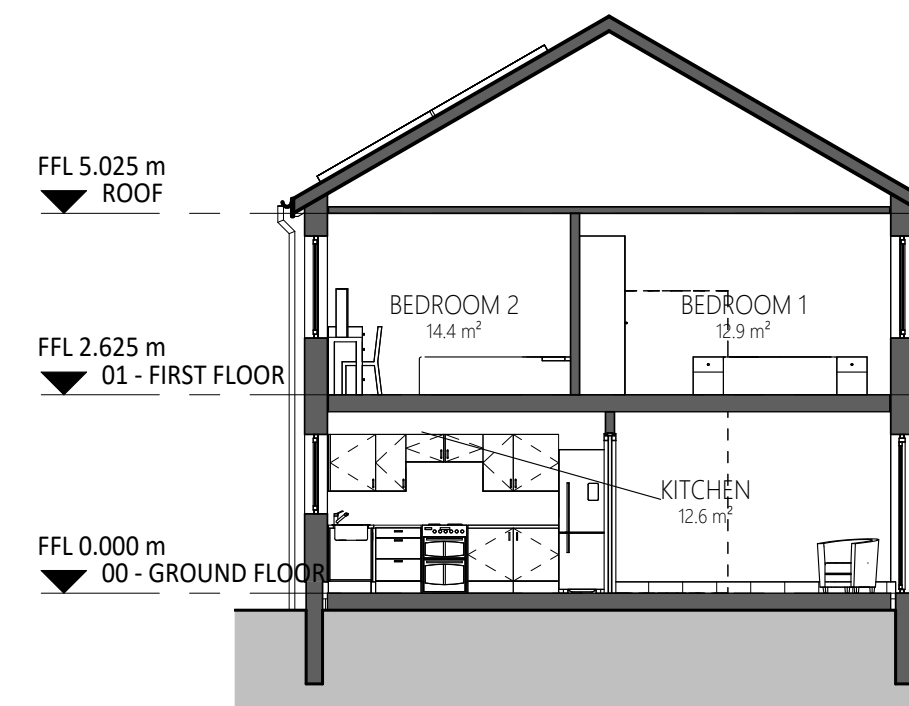 FFL 5.025 m
ROOF
BEDROOM 2
14.4 m²
BEDROOM 1
12.9 m²
FFL 2.625 m
01 - FIRST FLOOR
KITCHEN
12.6 m²
FFL 0.000 m
00 - GROUND FLOOR